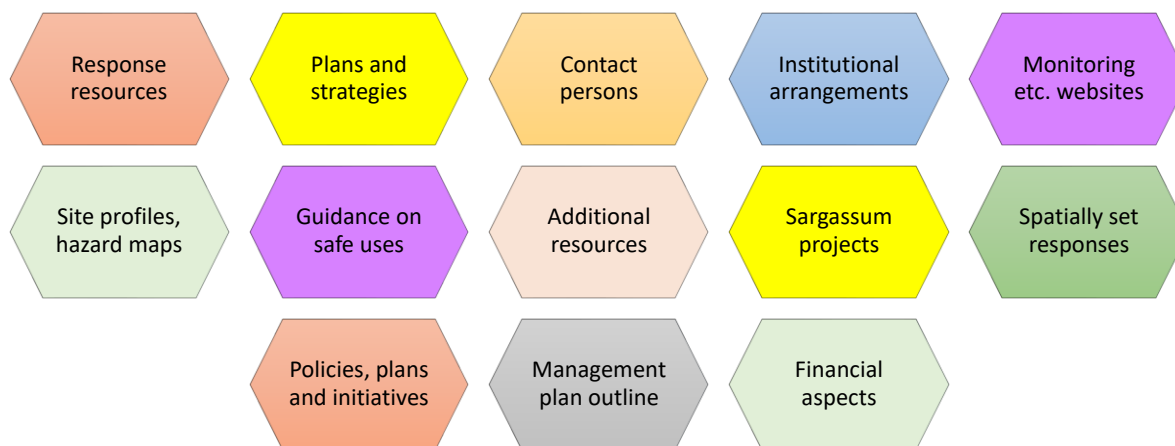 Response
resources
Plans and
strategies
Contact
persons
Institutional
arrangements
Monitoring
etc. websites
Site profiles,
hazard maps
Guidance on
safe uses
Additional
resources
Sargassum
projects
Spatially set
responses
Policies, plans
and initiatives
Management
plan outline
Financial
aspects